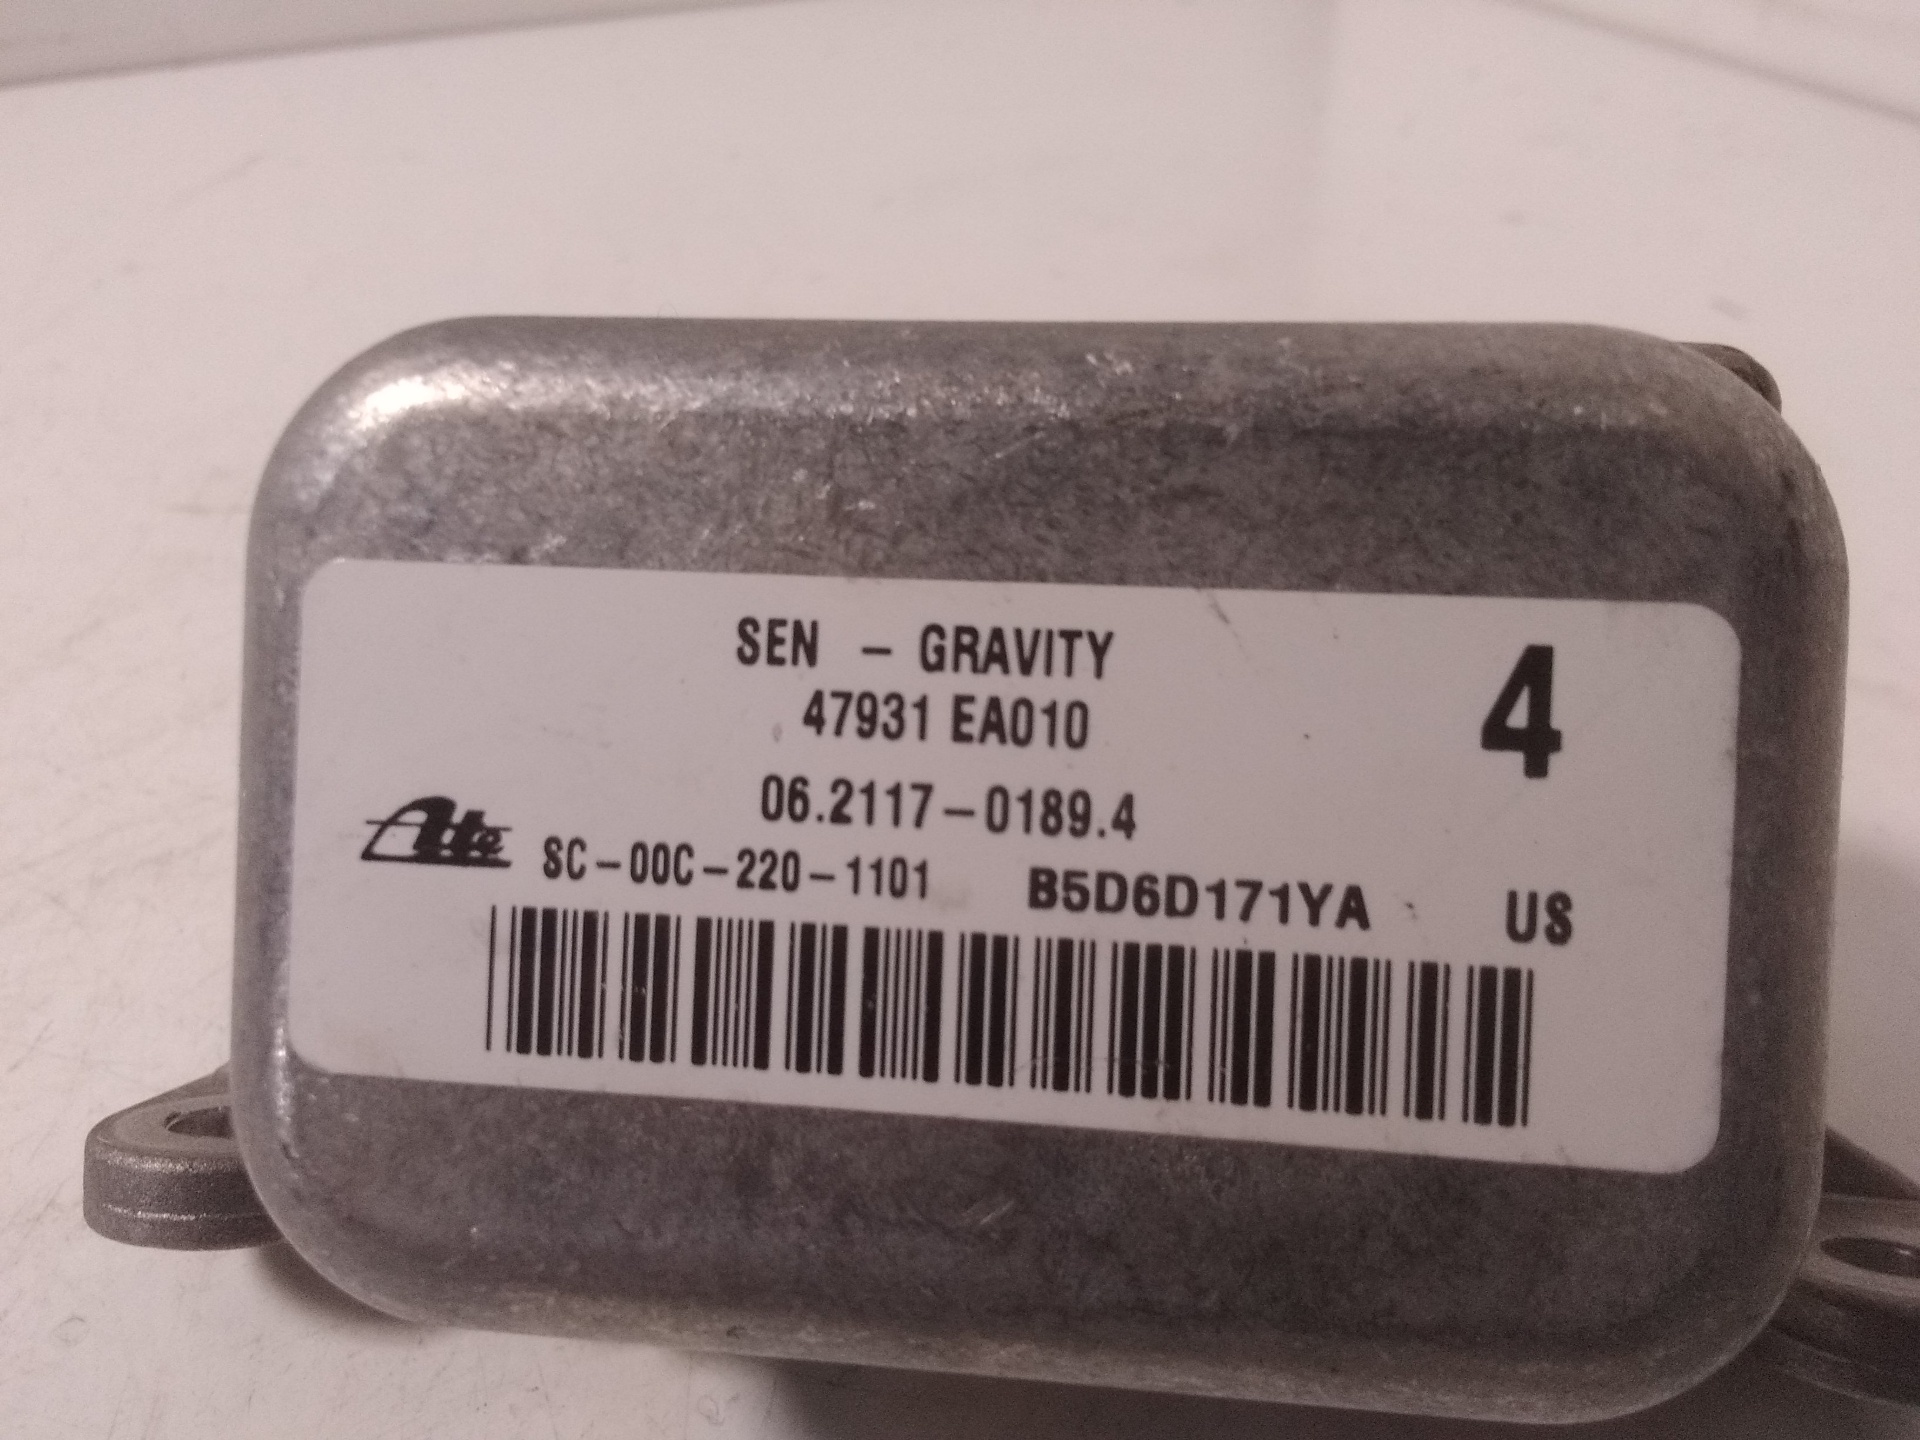 SEN - GRAVITY
4
47931 EA010
06.2117-0189.4
Ate SC-00C-220-1101 B5D6D171YA US